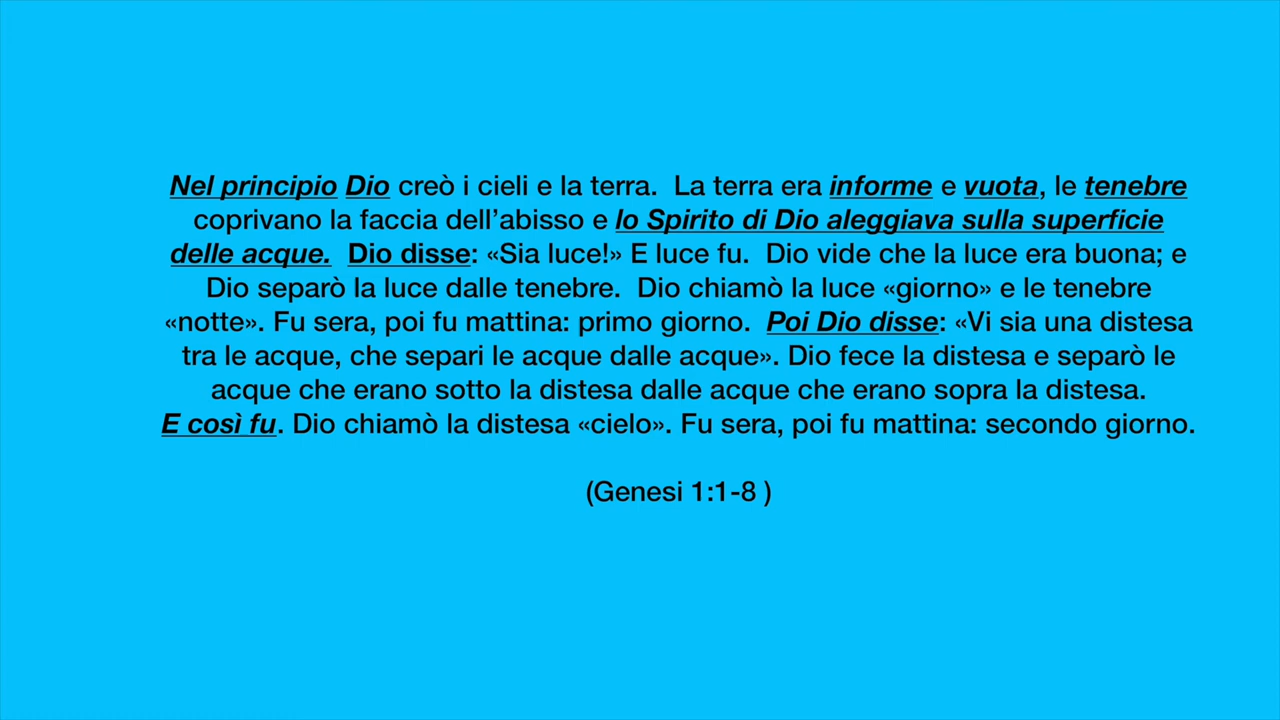 Nel principio Dio creò i cieli e la terra.  La terra era informe e vuota, le tenebre
coprivano la faccia dell’abisso e lo Spirito di Dio aleggiava sulla superficie
delle acque.  Dio disse: «Sia luce!» E luce fu.  Dio vide che la luce era buona; e
Dio separò la luce dalle tenebre.  Dio chiamò la luce «giorno» e le tenebre
«notte». Fu sera, poi fu mattina: primo giorno.  Poi Dio disse: «Vi sia una distesa
tra le acque, che separi le acque dalle acque». Dio fece la distesa e separò le
acque che erano sotto la distesa dalle acque che erano sopra la distesa.
E così fu. Dio chiamò la distesa «cielo». Fu sera, poi fu mattina: secondo giorno.
(Genesi 1:1-8 )